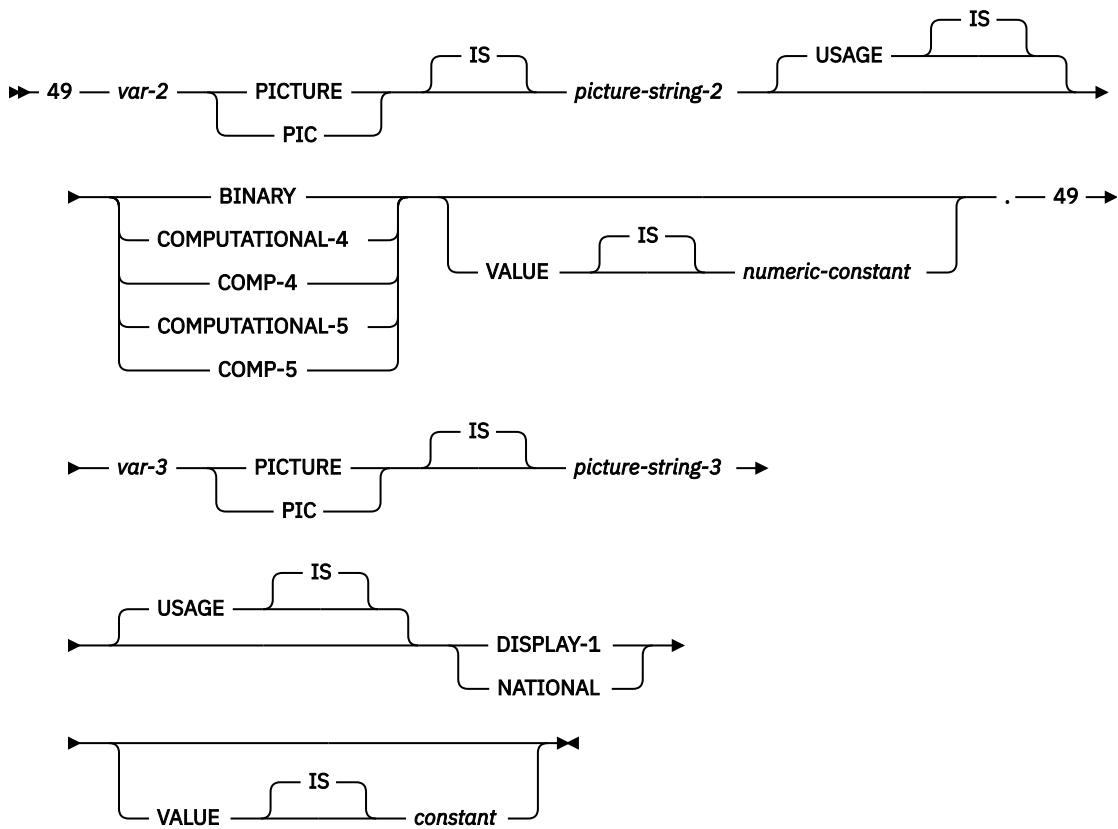 IS
IS USAGE
49 var-2 PICTURE picture-string-2
PIC
BINARY . 49
COMPUTATIONAL-4 IS
COMP-4 VALUE numeric-constant
COMPUTATIONAL-5
COMP-5
IS
var-3 PICTURE picture-string-3
PIC
IS
USAGE
DISPLAY-1
NATIONAL
IS
VALUE constant